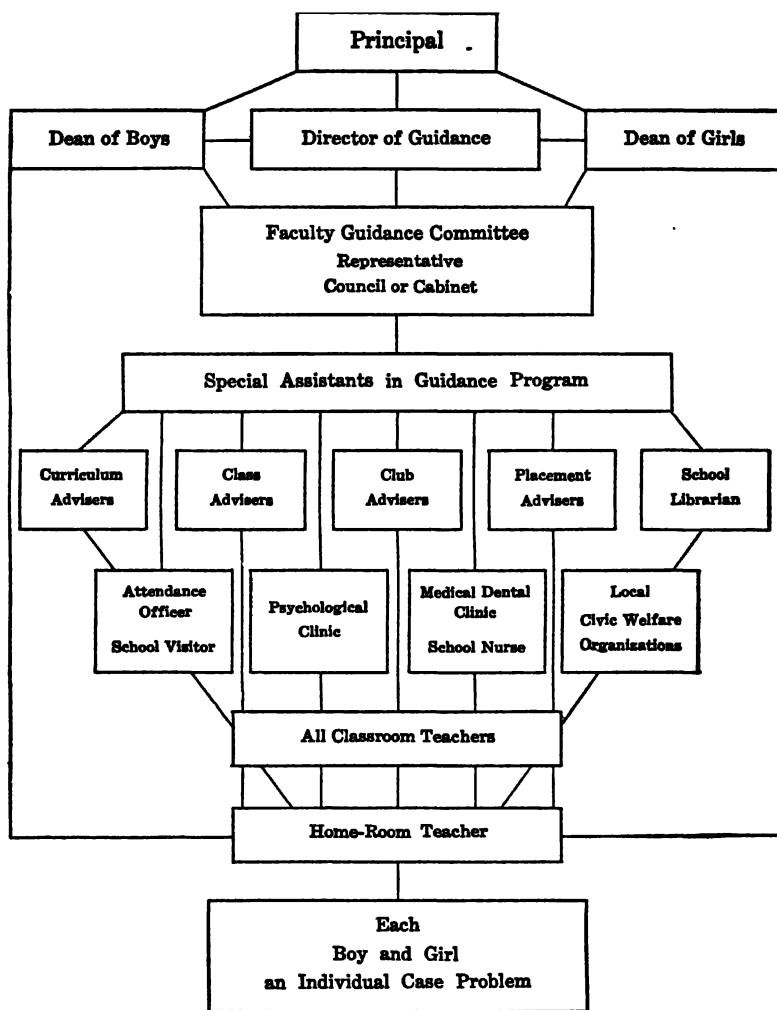 Principal
Dean of Boys
Director of Guidance
Dean of Girls
Faculty Guidance Committee
Representative
Council or Cabinet
Special Assistants in Guidance Program
Curriculum
Advisers
Class
Advisers
Club
Advisers
Placement
Advisers
School
Librarian
Attendance
Officer
School Visitor
Psychological
Clinic
Medical Dental
Clinic
School Nurse
Local
Civic Welfare
Organizations
All Classroom Teachers
Home-Room Teacher
Each
Boy and Girl
an Individual Case Problem